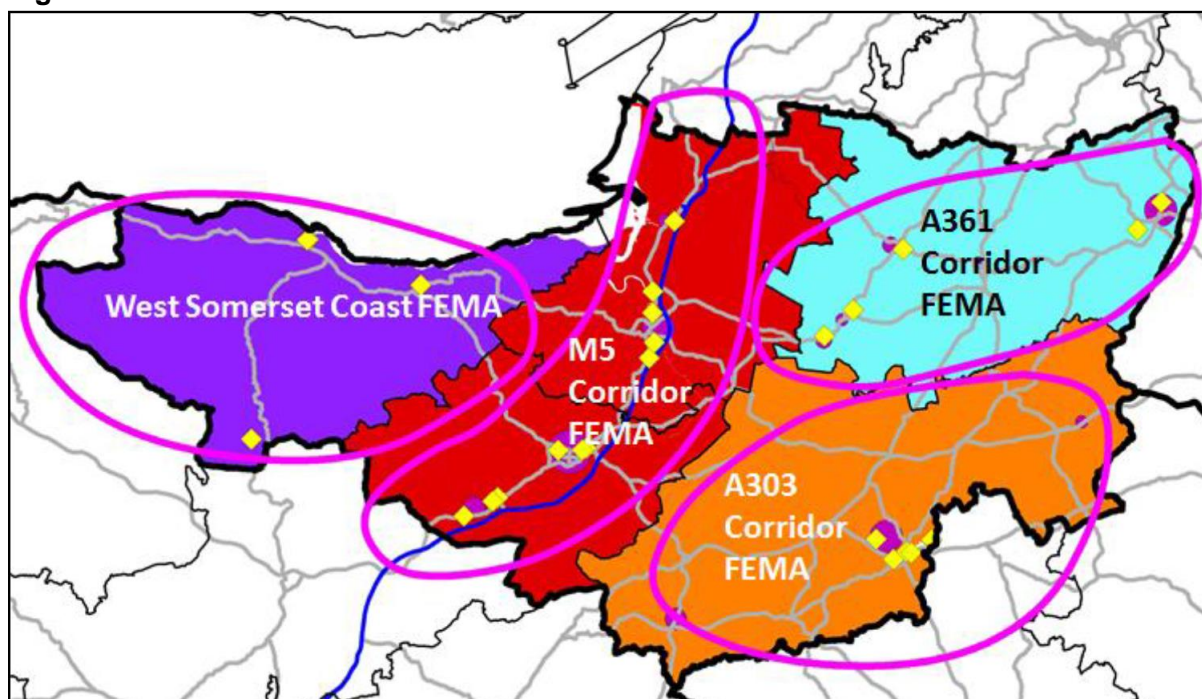 West Somerset Coast FEMA
M5
Corridor
FEMA
A361
Corridor
FEMA
A303
Corridor
FEMA